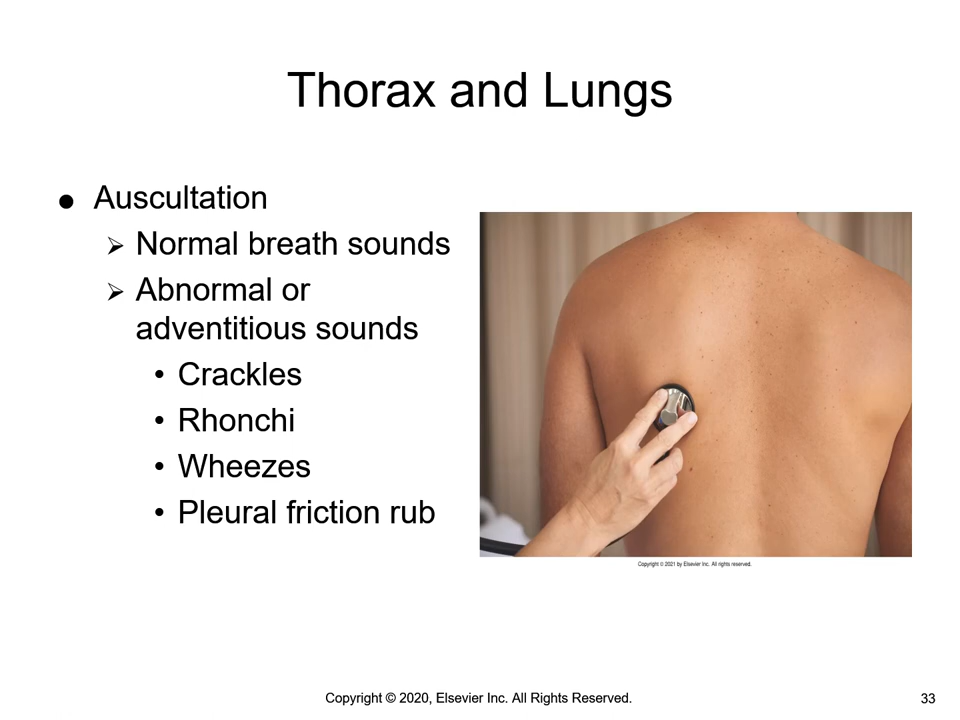 Thorax and Lungs
● Auscultation
➢ Normal breath sounds
➢ Abnormal or
adventitious sounds
• Crackles
• Rhonchi
• Wheezes
• Pleural friction rub
Copyright © 2021 by Elsevier Inc. All rights reserved.
Copyright © 2020, Elsevier Inc. All Rights Reserved.
33